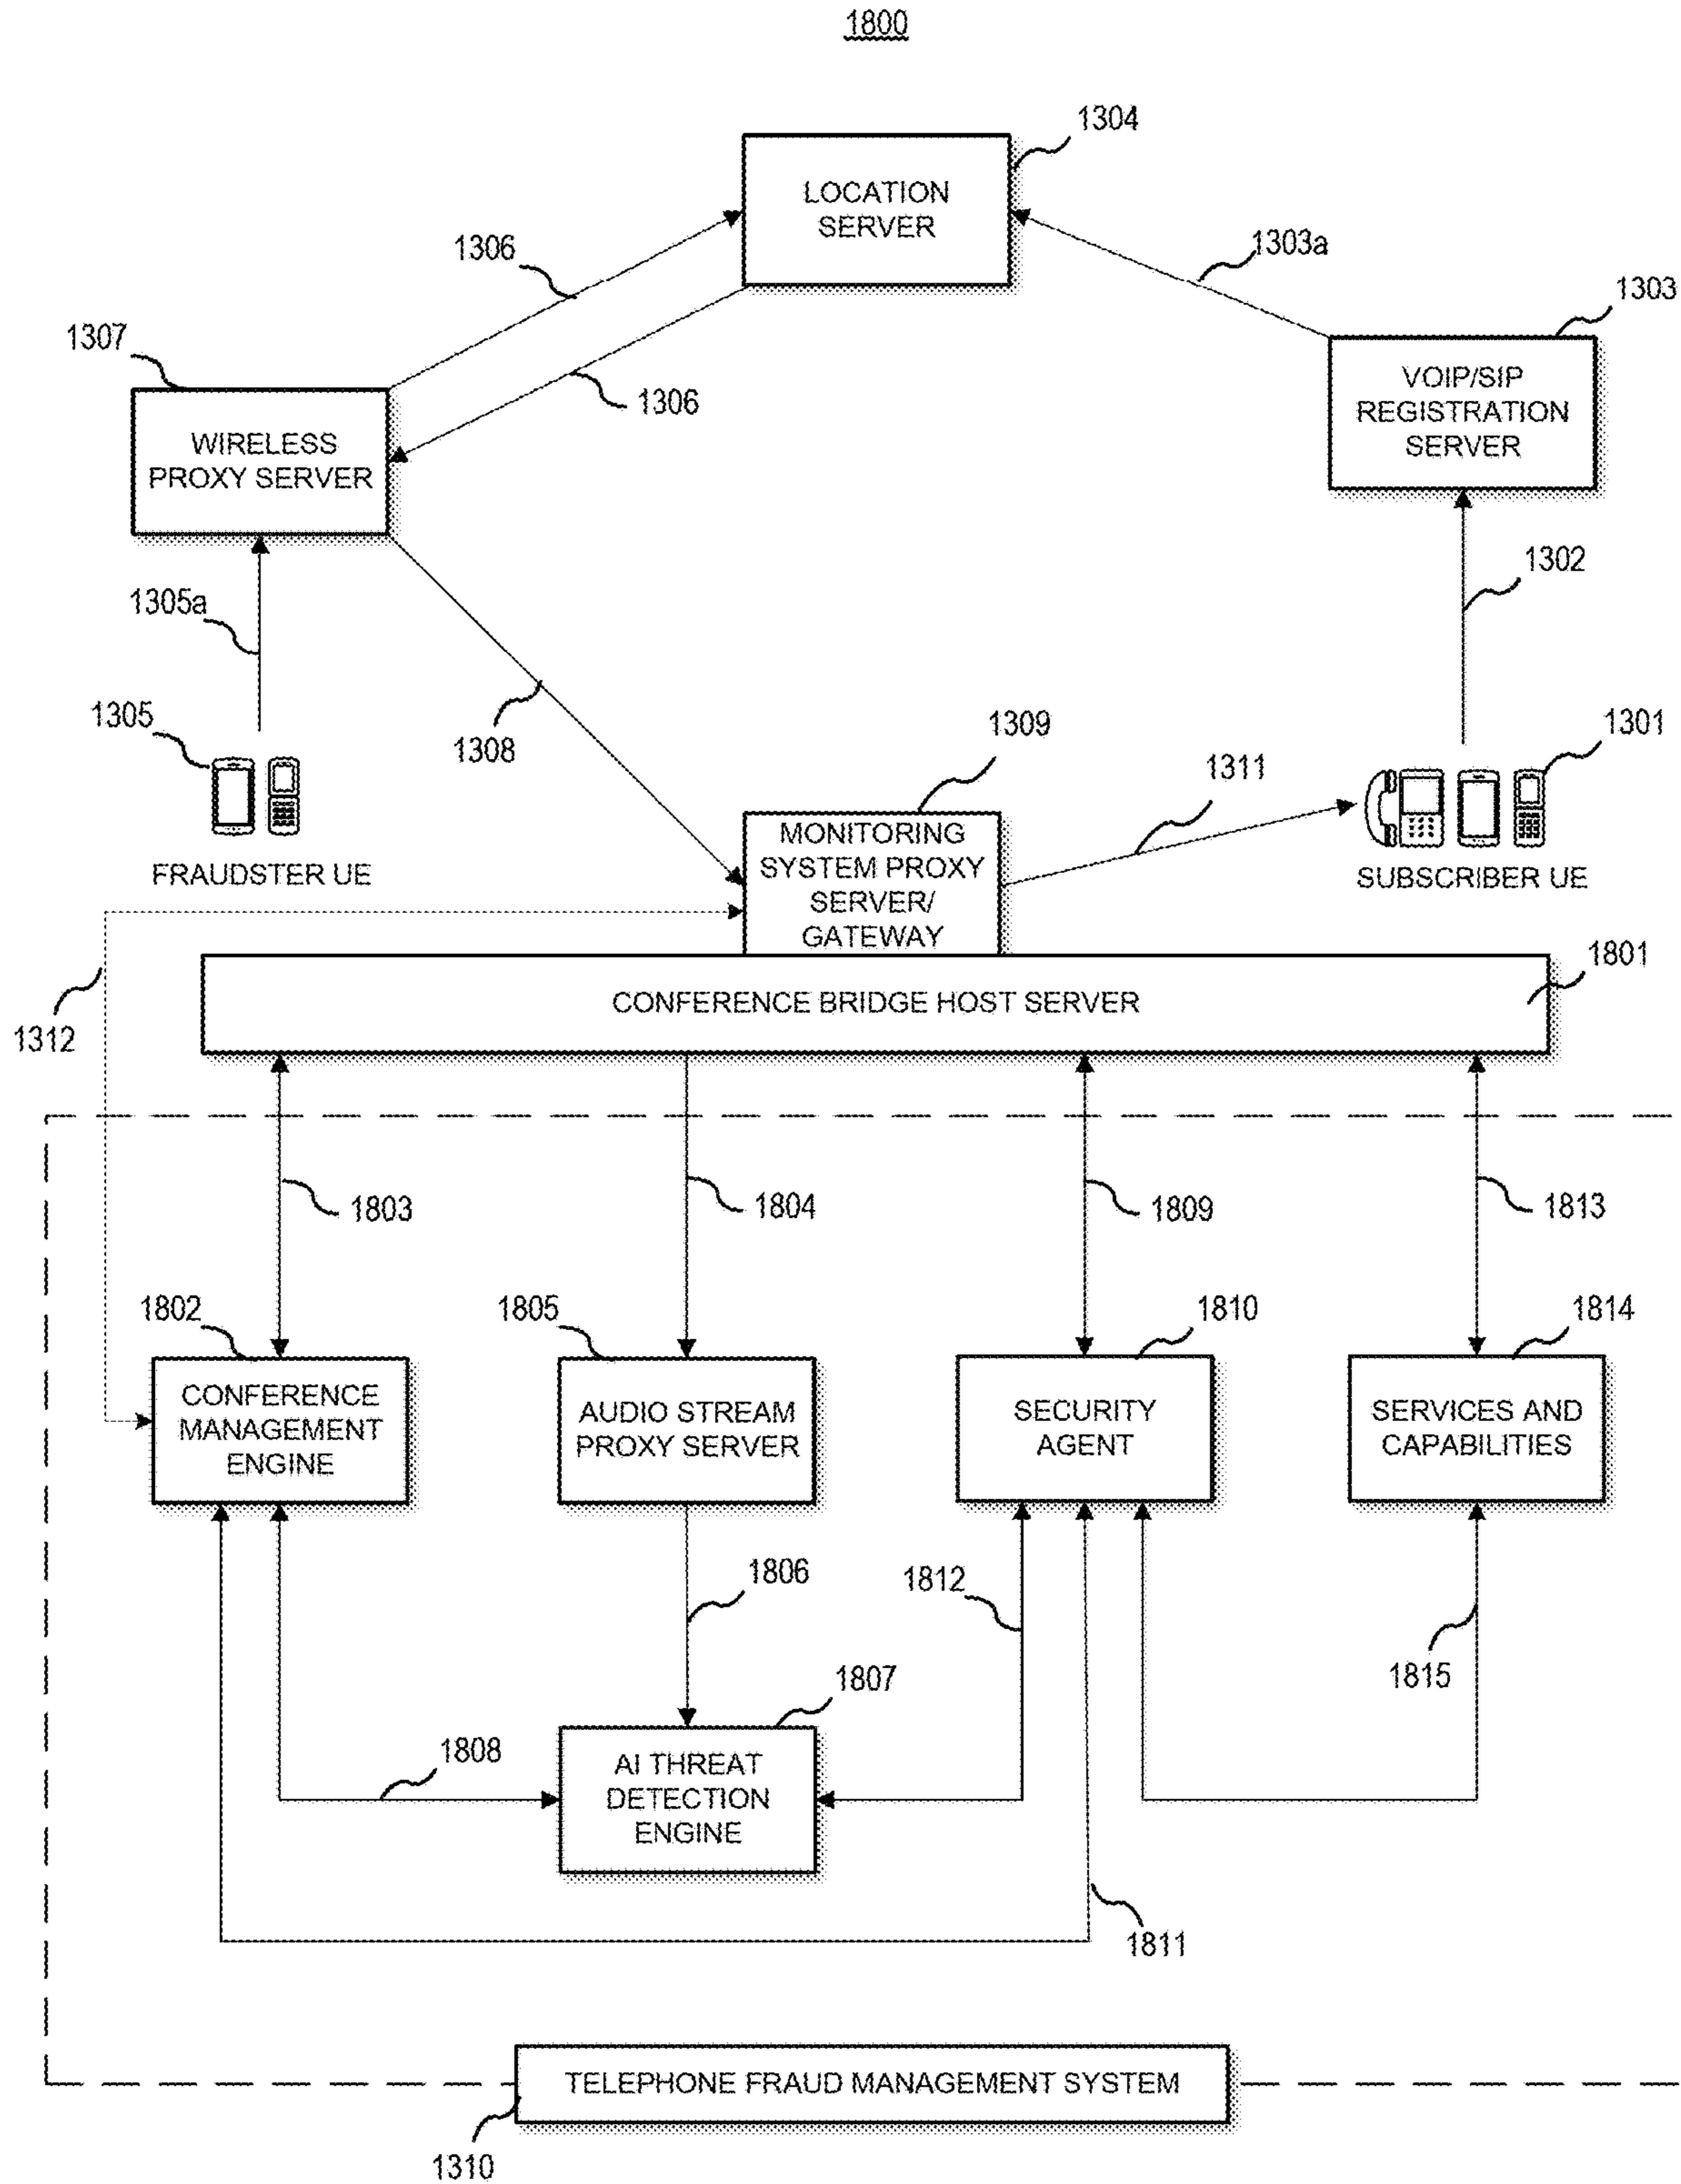 1800
1304
LOCATION
SERVER
1306
1303a
1303
1307
1306
VOIP/SIP
REGISTRATION
SERVER
WIRELESS
PROXY SERVER
1302
1305a
1305
1308
1309
1301
1311
MONITORING
SYSTEM PROXY
SERVER/
GATEWAY
FRAUDSTER UE
SUBSCRIBER UE
1801
CONFERENCE BRIDGE HOST SERVER
1312
1803
1804
1809
1813
1802
1805
1810
1814
CONFERENCE
MANAGEMENT
ENGINE
AUDIO STREAM
PROXY SERVER
SECURITY
AGENT
SERVICES AND
CAPABILITIES
1806
1812
1815
1807
1808
AI THREAT
DETECTION
ENGINE
1811
TELEPHONE FRAUD MANAGEMENT SYSTEM
1310